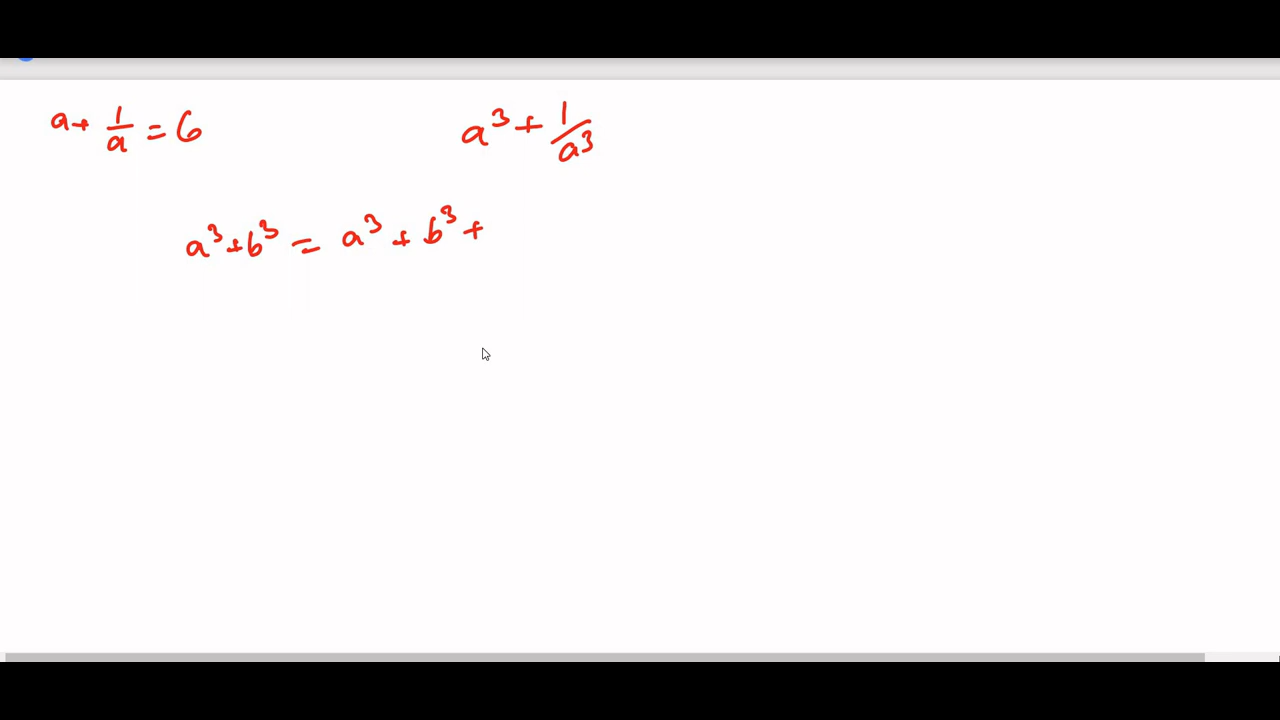 a + 1/a = 6 a³ + 1/a³
a³+b³ = a³ + b³ +